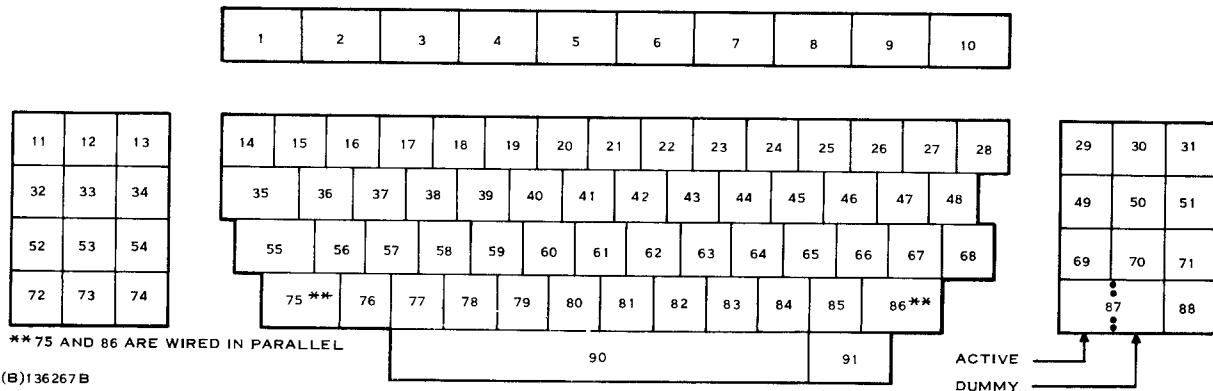 1 2 3 4 5 6 7 8 9 10
11 12 13 14 15 16 17 18 19 20 21 22 23 24 25 26 27 28 29 30 31
32 33 34 35 36 37 38 39 40 41 42 43 44 45 46 47 48 49 50 51
52 53 54 55 56 57 58 59 60 61 62 63 64 65 66 67 68 69 70 71
72 73 74 75** 76 77 78 79 80 81 82 83 84 85 86** 87 88
**75 AND 86 ARE WIRED IN PARALLEL
90 91
ACTIVE
DUMMY
(B)136267B